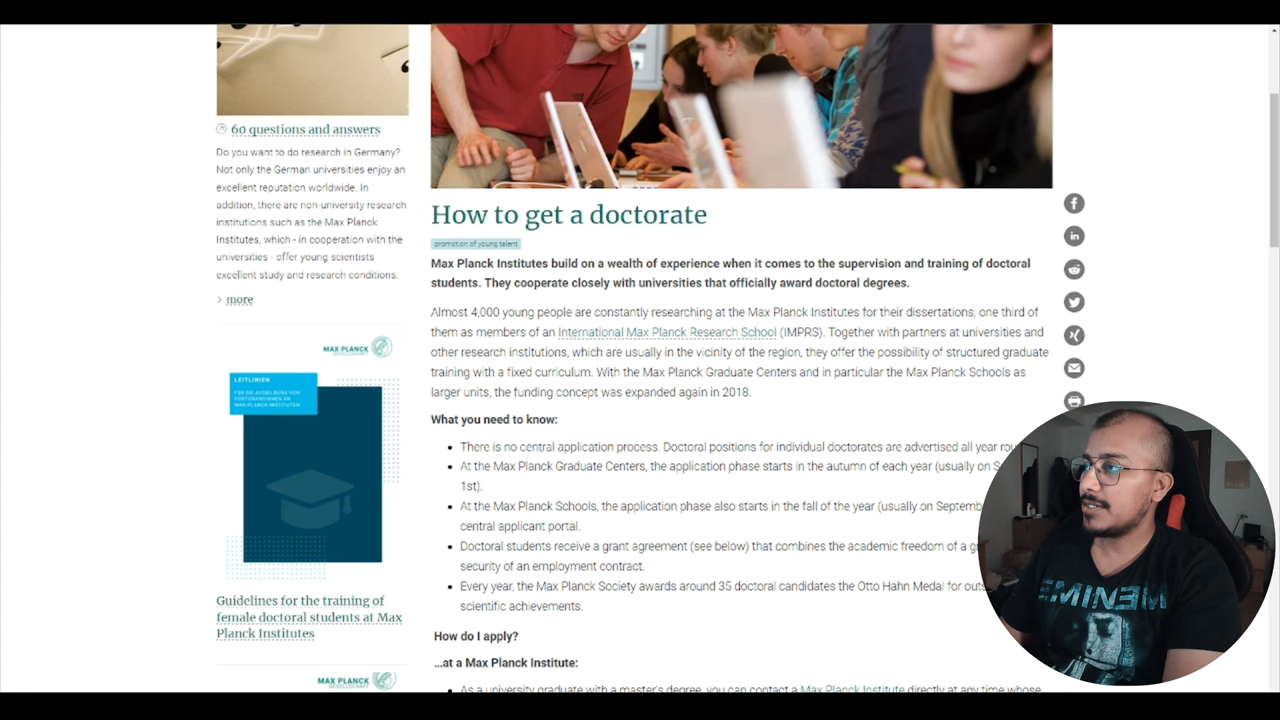 60 questions and answers
Do you want to do research in Germany?
Not only the German universities enjoy an
excellent reputation worldwide. In
addition, there are non-university research
institutions such as the Max Planck
Institutes, which - in cooperation with the
universities - offer young scientists
excellent study and research conditions.
more
MAX PLANCK
GESELLSCHAFT
LEITLINIEN
FÜR DIE AUSBILDUNG VON
DOKTORANDINNEN AN
MAX-PLANCK-INSTITUTEN
Guidelines for the training of
female doctoral students at Max
Planck Institutes
MAX PLANCK
GESELLSCHAFT
How to get a doctorate
promotion of young talent
Max Planck Institutes build on a wealth of experience when it comes to the supervision and training of doctoral
students. They cooperate closely with universities that officially award doctoral degrees.
Almost 4,000 young people are constantly researching at the Max Planck Institutes for their dissertations; one third of
them as members of an International Max Planck Research School (IMPRS). Together with partners at universities and
other research institutions, which are usually in the vicinity of the region, they offer the possibility of structured graduate
training with a fixed curriculum. With the Max Planck Graduate Centers and in particular the Max Planck Schools as
larger units, the funding concept was expanded again in 2018.
What you need to know:
There is no central application process. Doctoral positions for individual doctorates are advertised all year
At the Max Planck Graduate Centers, the application phase starts in the autumn of each year (usually on
1st).
At the Max Planck Schools, the application phase also starts in the fall of the year (usually on
central applicant portal.
Doctoral students receive a grant agreement (see below) that combines the academic freedom of a
security of an employment contract.
Every year, the Max Planck Society awards around 35 doctoral candidates the Otto Hahn Medal for
scientific achievements.
How do I apply?
...at a Max Planck Institute:
As a university graduate with a master's degree, you can contact a Max Planck Institute directly at any time whose